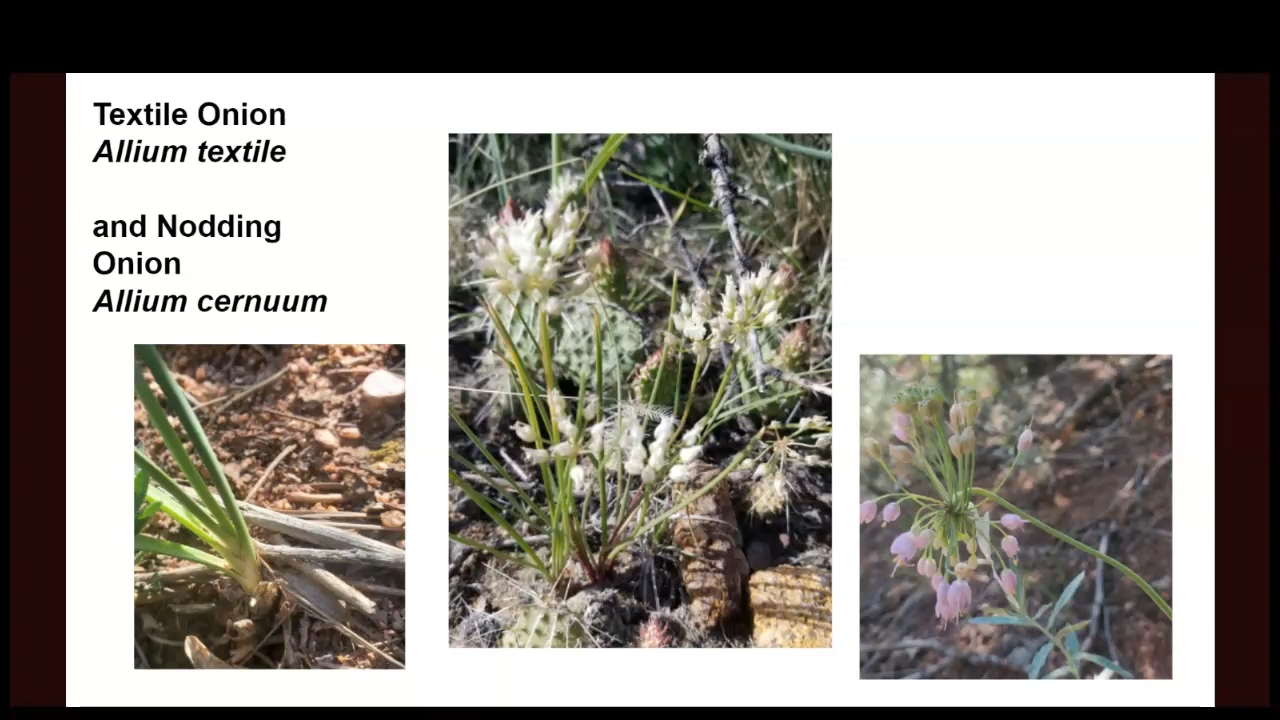 Textile Onion
Allium textile
and Nodding
Onion
Allium cernuum